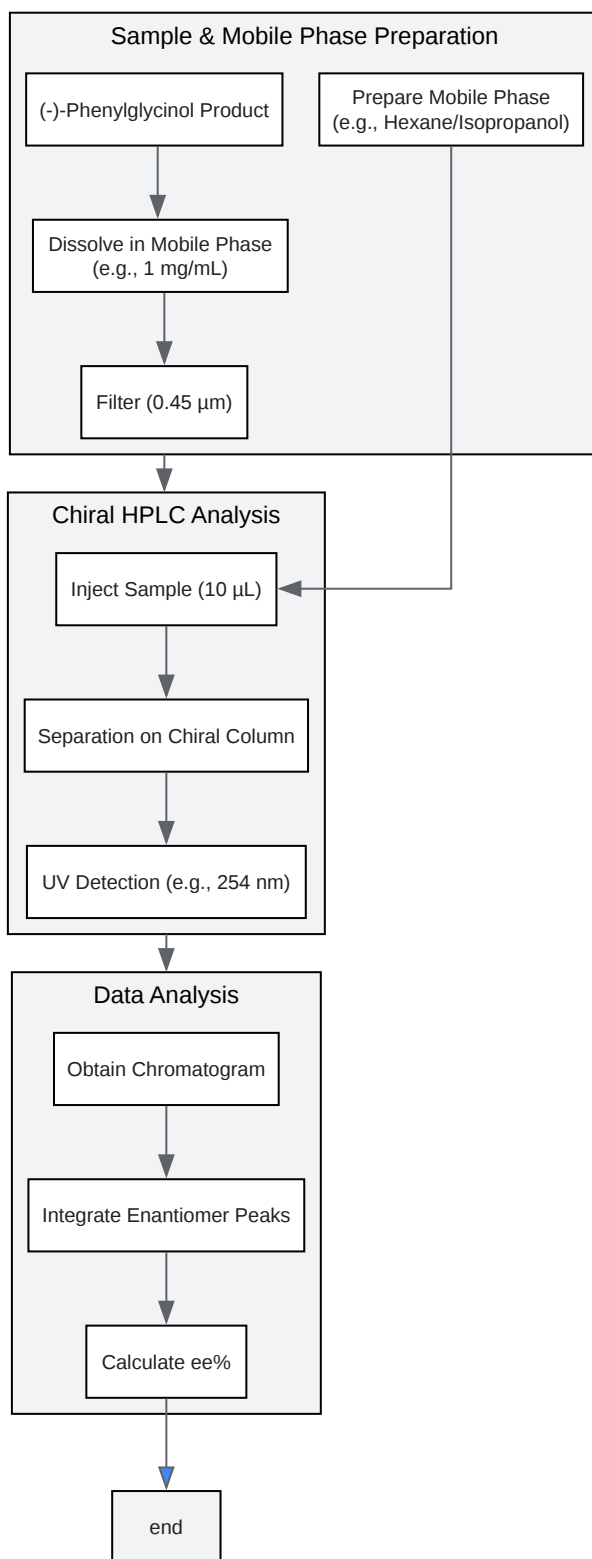 Sample & Mobile Phase Preparation
(-)-Phenylglycinol Product
Prepare Mobile Phase
(e.g., Hexane/Isopropanol)
Dissolve in Mobile Phase
(e.g., 1 mg/mL)
Filter (0.45 µm)
Chiral HPLC Analysis
Inject Sample (10 µL)
Separation on Chiral Column
UV Detection (e.g., 254 nm)
Data Analysis
Obtain Chromatogram
Integrate Enantiomer Peaks
Calculate ee%
end